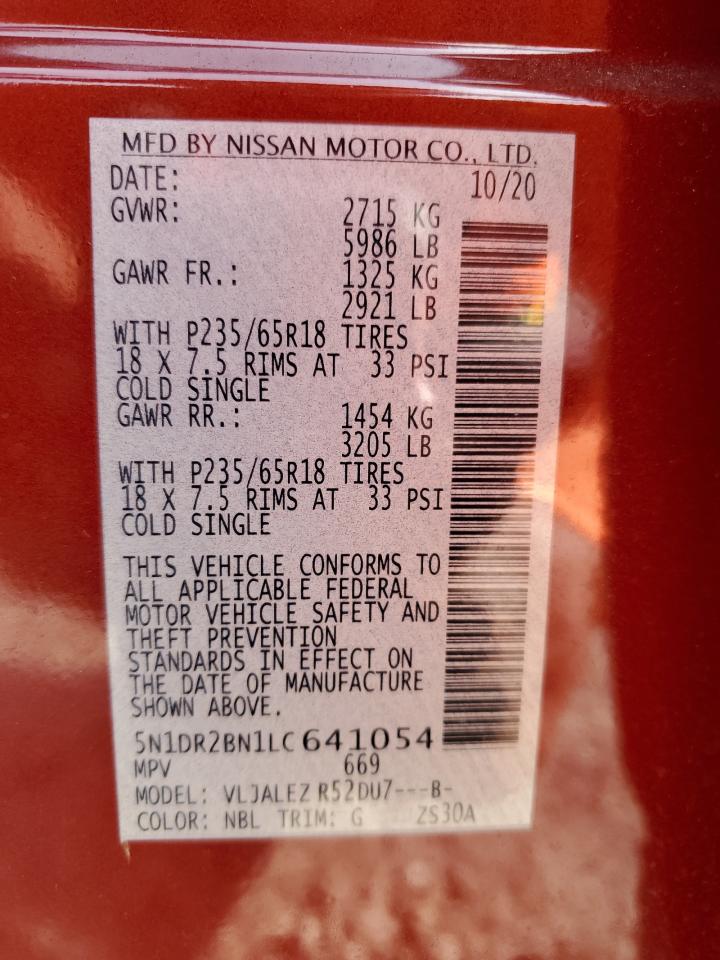 MFD BY NISSAN MOTOR CO., LTD.
DATE: 10/20
GVWR: 2715 KG
5986 LB
GAWR FR.: 1325 KG
2921 LB
WITH P235/65R18 TIRES
18 X 7.5 RIMS AT 33 PSI
COLD SINGLE
GAWR RR.: 1454 KG
3205 LB
WITH P235/65R18 TIRES
18 X 7.5 RIMS AT 33 PSI
COLD SINGLE
THIS VEHICLE CONFORMS TO
ALL APPLICABLE FEDERAL
MOTOR VEHICLE SAFETY AND
THEFT PREVENTION
STANDARDS IN EFFECT ON
THE DATE OF MANUFACTURE
SHOWN ABOVE.
5N1DR2BN1LC641054
MPV 669
MODEL: VLJALEZ R52DU7---B-
COLOR: NBL TRIM: G ZS30A